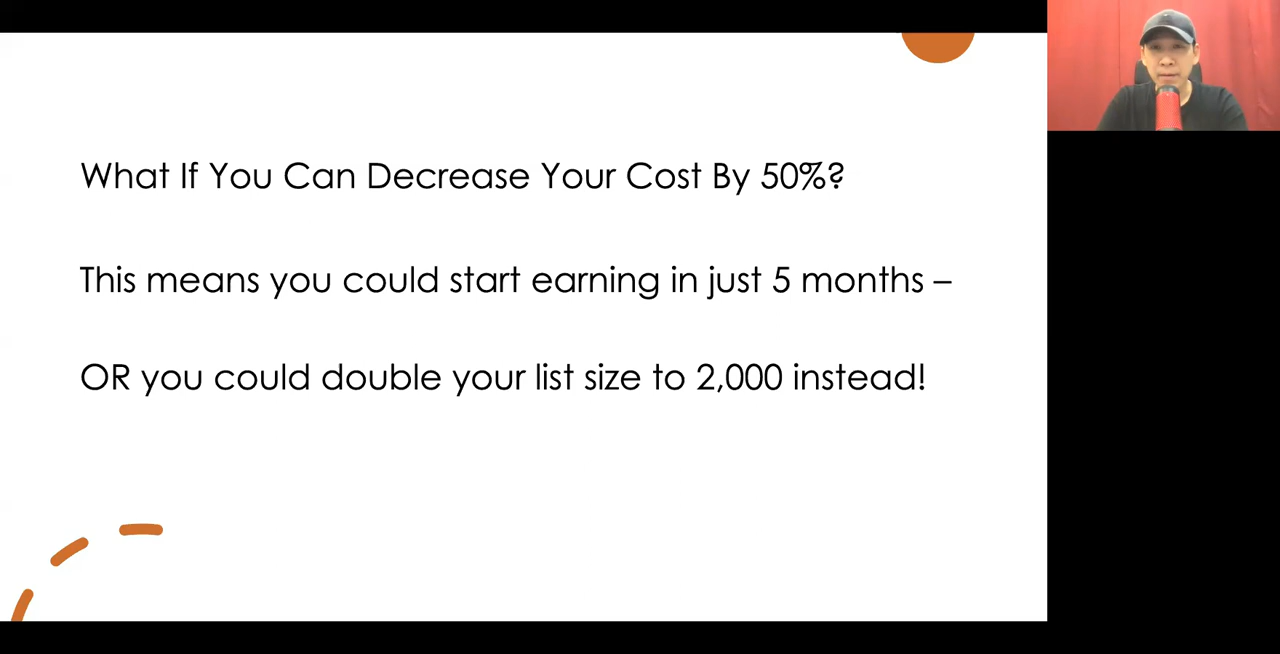 What If You Can Decrease Your Cost By 50%?
This means you could start earning in just 5 months –
OR you could double your list size to 2,000 instead!